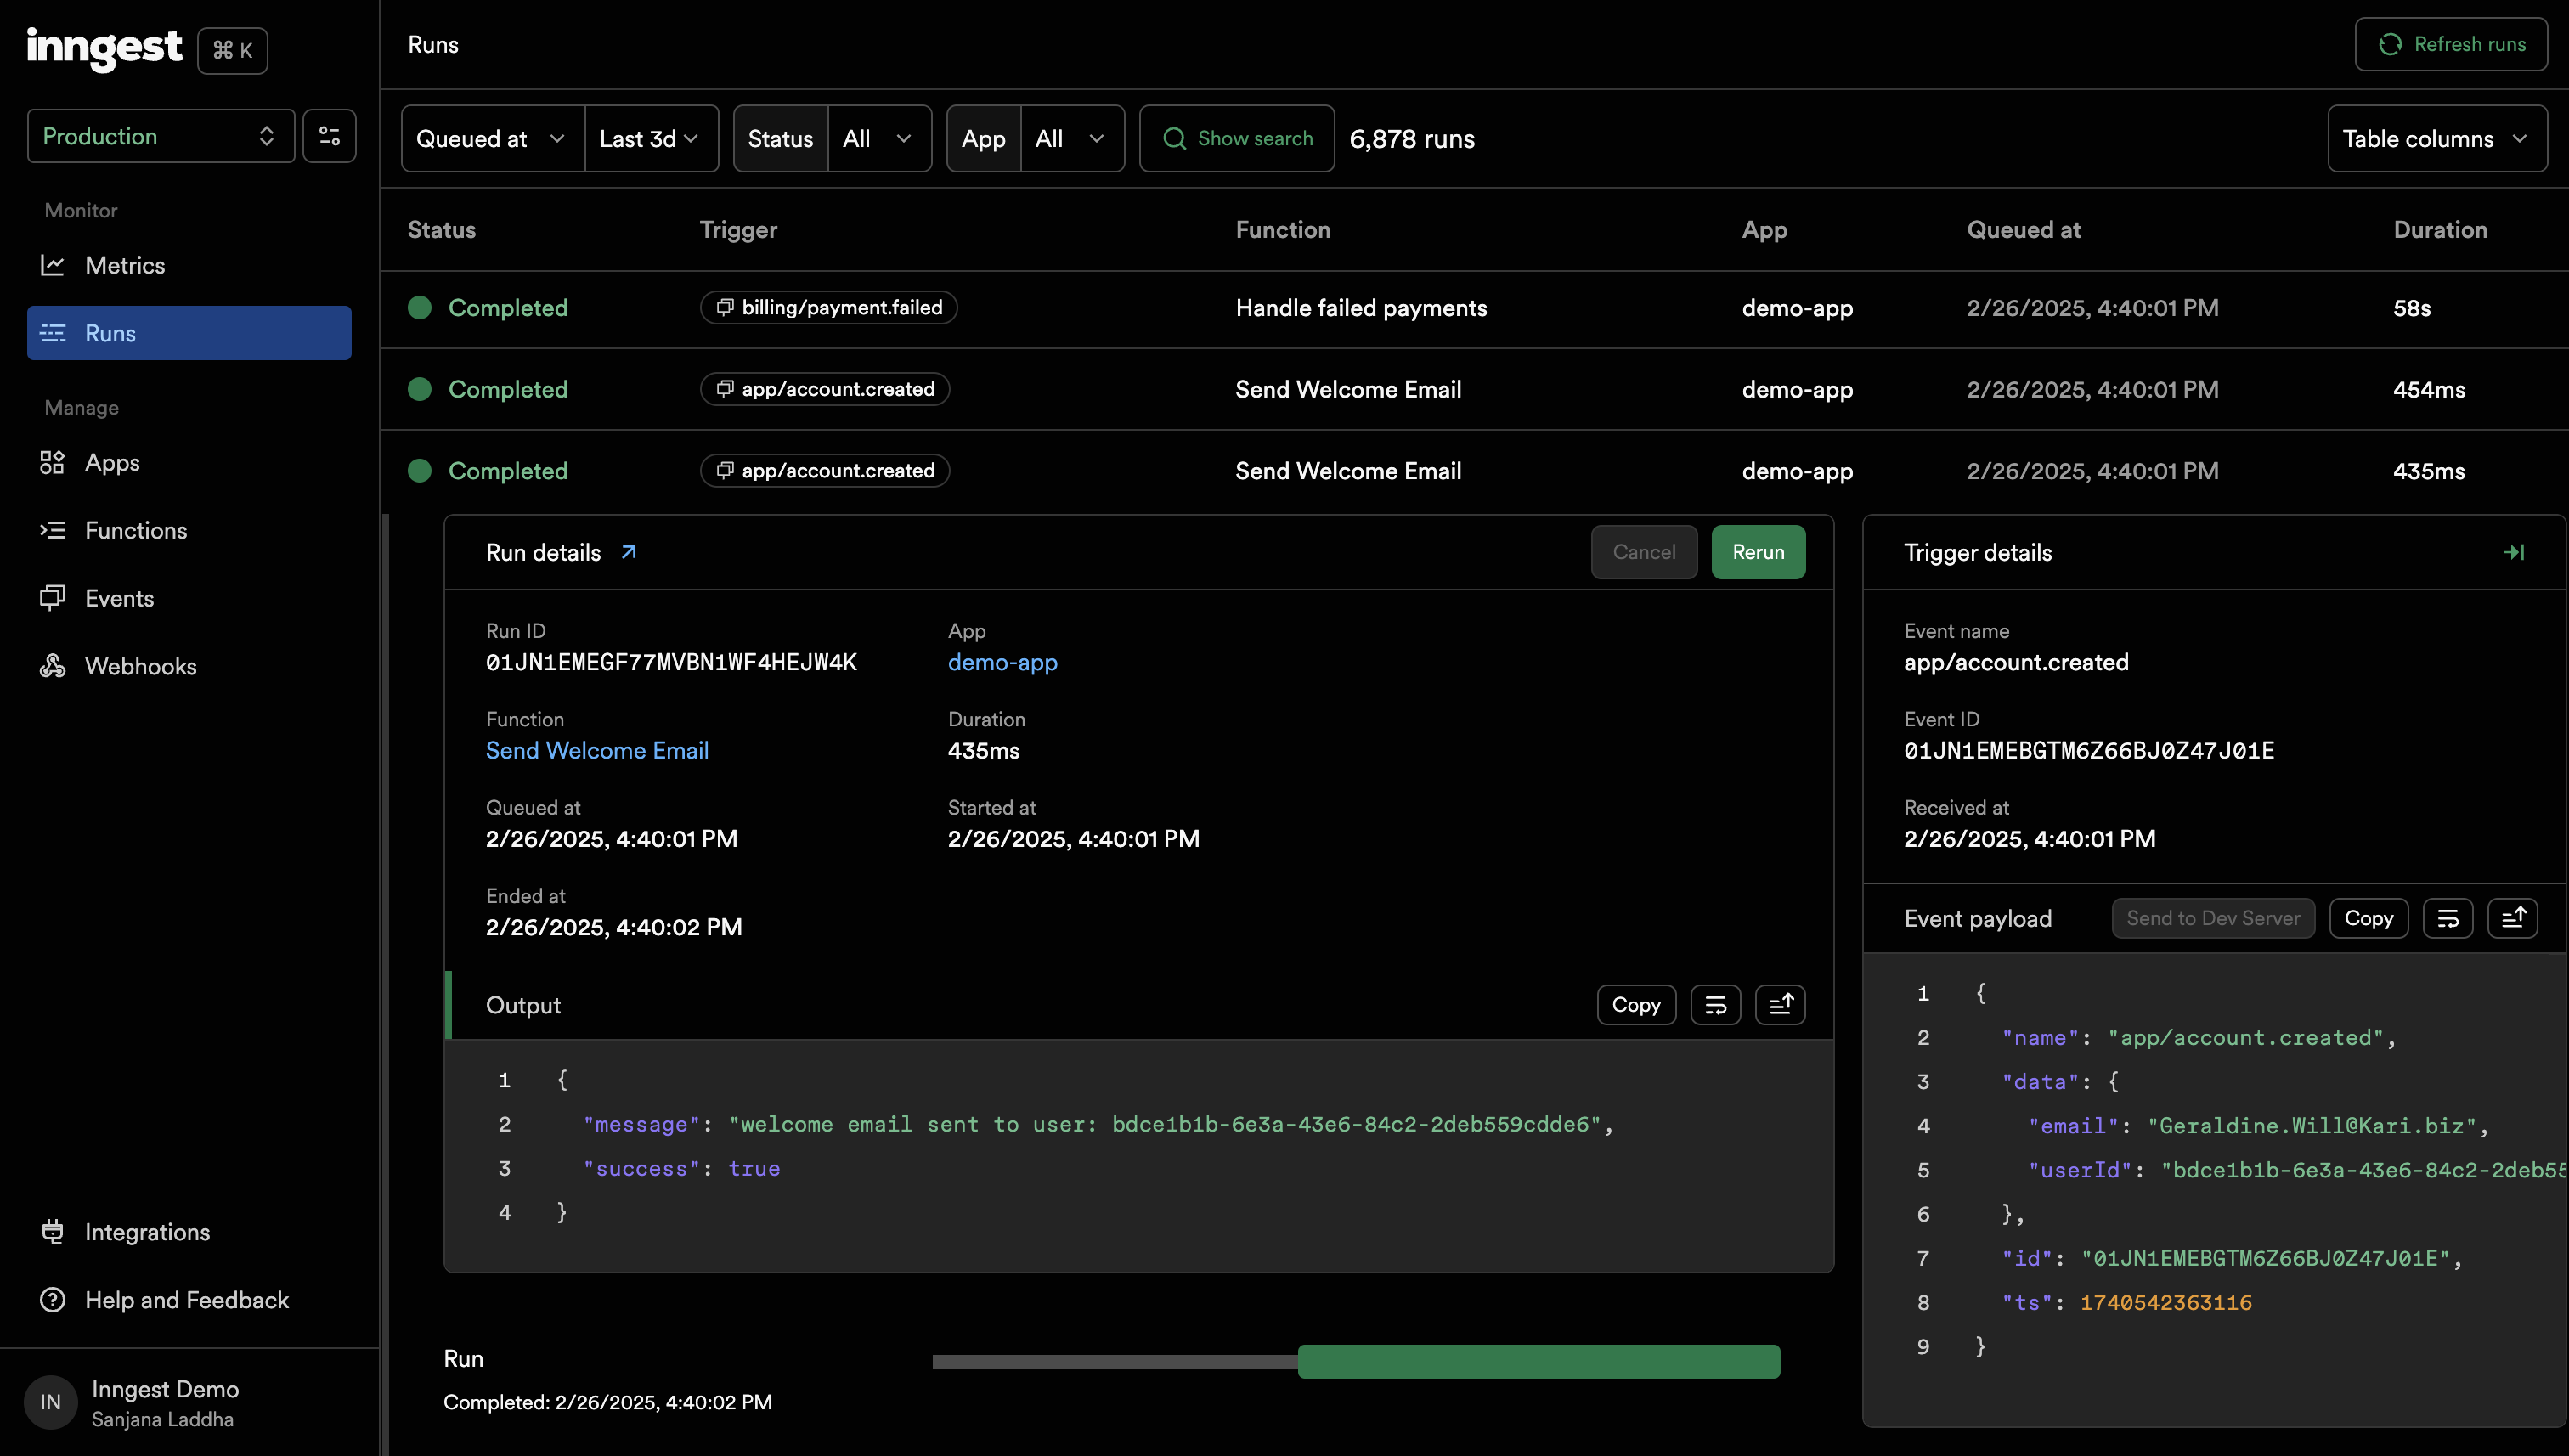 inngest ⌘ K
Production
Monitor
Metrics
Runs
Manage
Apps
Functions
Events
Webhooks
Integrations
Help and Feedback
IN
Inngest Demo
Sanjana Laddha
Runs
Refresh runs
Queued at Last 3d Status All App All Show search 6,878 runs Table columns
Status Trigger Function App Queued at Duration
Completed billing/payment.failed Handle failed payments demo-app 2/26/2025, 4:40:01 PM 58s
Completed app/account.created Send Welcome Email demo-app 2/26/2025, 4:40:01 PM 454ms
Completed app/account.created Send Welcome Email demo-app 2/26/2025, 4:40:01 PM 435ms
Run details Cancel Rerun
Run ID App
01JN1EMEGF77MVBN1WF4HEJW4K demo-app
Function Duration
Send Welcome Email 435ms
Queued at Started at
2/26/2025, 4:40:01 PM 2/26/2025, 4:40:01 PM
Ended at
2/26/2025, 4:40:02 PM
Output Copy
1 {
2 "message": "welcome email sent to user: bdce1b1b-6e3a-43e6-84c2-2deb559cdde6",
3 "success": true
4 }
Run
Completed: 2/26/2025, 4:40:02 PM
Trigger details
Event name
app/account.created
Event ID
01JN1EMEBGTM6Z66BJ0Z47J01E
Received at
2/26/2025, 4:40:01 PM
Event payload Send to Dev Server Copy
1 {
2 "name": "app/account.created",
3 "data": {
4 "email": "Geraldine.Will@Kari.biz",
5 "userId": "bdce1b1b-6e3a-43e6-84c2-2deb55
6 },
7 "id": "01JN1EMEBGTM6Z66BJ0Z47J01E",
8 "ts": 1740542363116
9 }